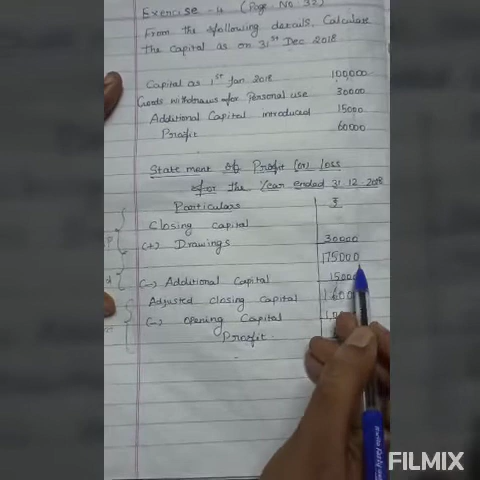 Exercise - 4 (Page No 32)
From the following details, Calculate
the Capital as on 31st Dec 2018
Capital as 1st Jan 2018 100000
Goods withdrawn for Personal use 30000
Additional Capital introduced 15000
Profit 60000
Statement of Profit (or) loss
for the Year ended 31 12 2018
Particulars ₹
Closing capital
(+) Drawings 30000
175000
(-) Additional Capital 15000
Adjusted closing capital 1600
(-) opening Capital
Profit
FILMIX